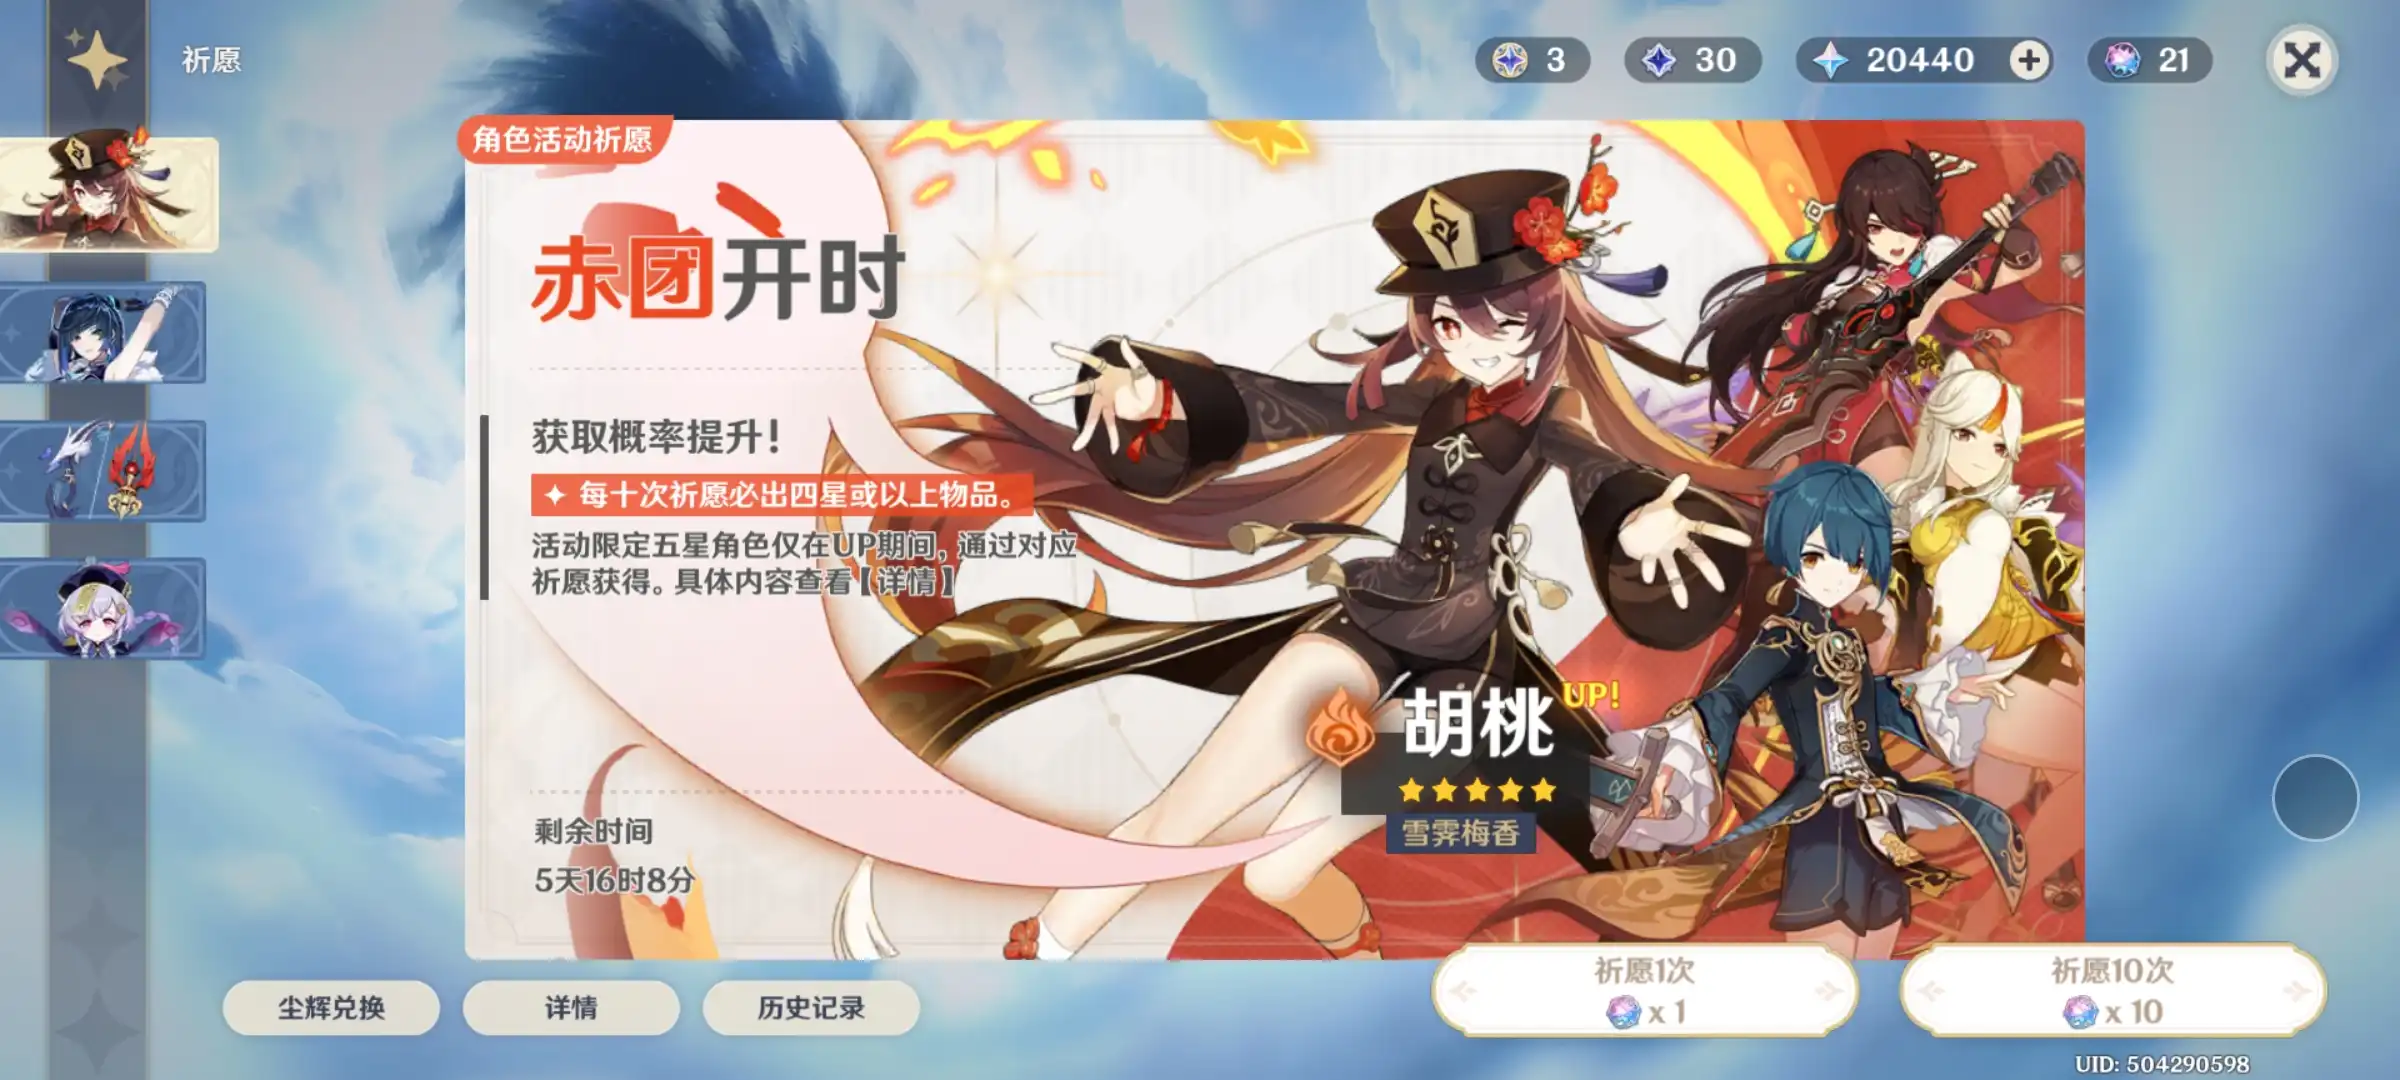 祈愿
3
30
20440
21
角色活动祈愿
赤团开时
获取概率提升!
每十次祈愿必出四星或以上物品。
活动限定五星角色仅在UP期间,通过对应
祈愿获得。具体内容查看【详情】
胡桃
UP!
雪霁梅香
剩余时间
5天16时8分
尘辉兑换
详情
历史记录
祈愿1次
x 1
祈愿10次
x 10
UID: 504290598